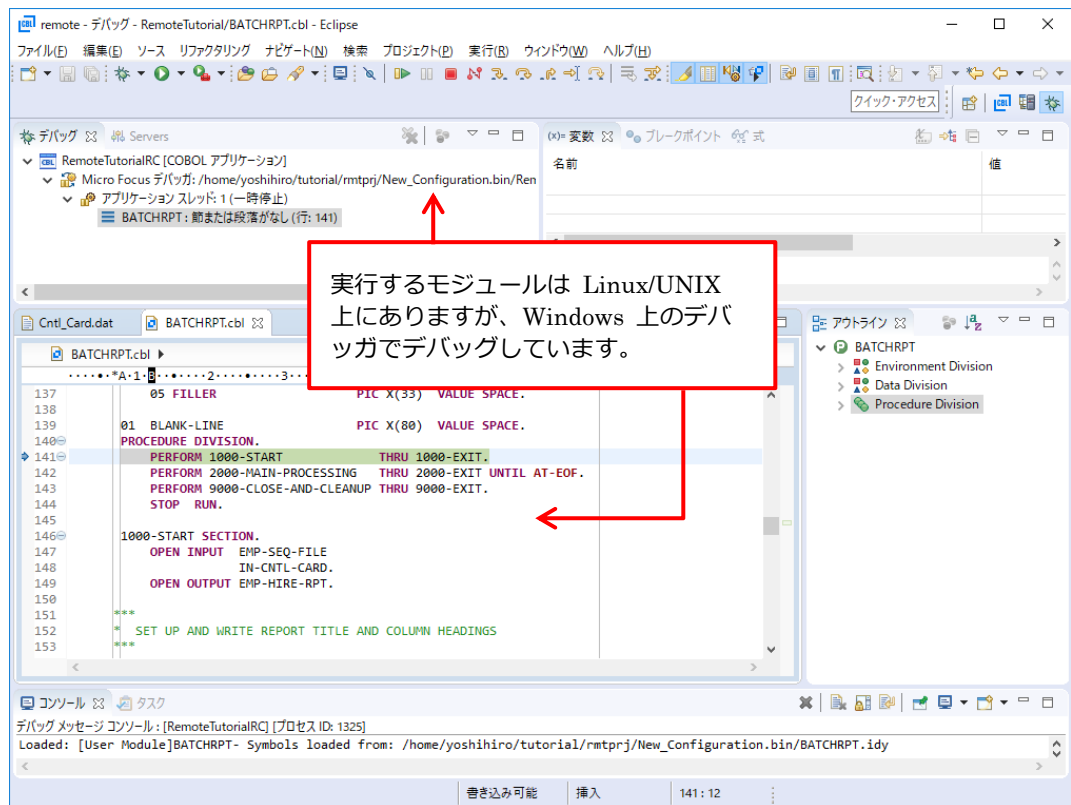 remote - デバッグ - RemoteTutorial/BATCHRPT.cbl - Eclipse
ファイル(F) 編集(E) ソース リファクタリング ナビゲート(N) 検索 プロジェクト(P) 実行(R) ウィンドウ(W) ヘルプ(H)
クイック・アクセス
デバッグ Servers
RemoteTutorialRC [COBOL アプリケーション]
Micro Focus デバッガ: /home/yoshihiro/tutorial/rmtprj/New_Configuration.bin/Ren
アプリケーション スレッド: 1 (一時停止)
BATCHRPT : 節または段落がなし (行: 141)
(x)= 変数 ブレークポイント 式
名前 値
実行するモジュールは Linux/UNIX
上にありますが、Windows 上のデバ
ッガでデバッグしています。
Cntl_Card.dat BATCHRPT.cbl
BATCHRPT.cbl
*A·1·B··•····2····•····3··
137 05 FILLER PIC X(33) VALUE SPACE.
138
139 01 BLANK-LINE PIC X(80) VALUE SPACE.
140 PROCEDURE DIVISION.
141 PERFORM 1000-START THRU 1000-EXIT.
142 PERFORM 2000-MAIN-PROCESSING THRU 2000-EXIT UNTIL AT-EOF.
143 PERFORM 9000-CLOSE-AND-CLEANUP THRU 9000-EXIT.
144 STOP RUN.
145
146 1000-START SECTION.
147 OPEN INPUT EMP-SEQ-FILE
148 IN-CNTL-CARD.
149 OPEN OUTPUT EMP-HIRE-RPT.
150
151 ***
152 * SET UP AND WRITE REPORT TITLE AND COLUMN HEADINGS
153 ***
アウトライン
BATCHRPT
Environment Division
Data Division
Procedure Division
コンソール タスク
デバッグ メッセージ コンソール : [RemoteTutorialRC] [プロセス ID: 1325]
Loaded: [User Module]BATCHRPT- Symbols loaded from: /home/yoshihiro/tutorial/rmtprj/New_Configuration.bin/BATCHRPT.idy
書き込み可能 挿入 141 : 12